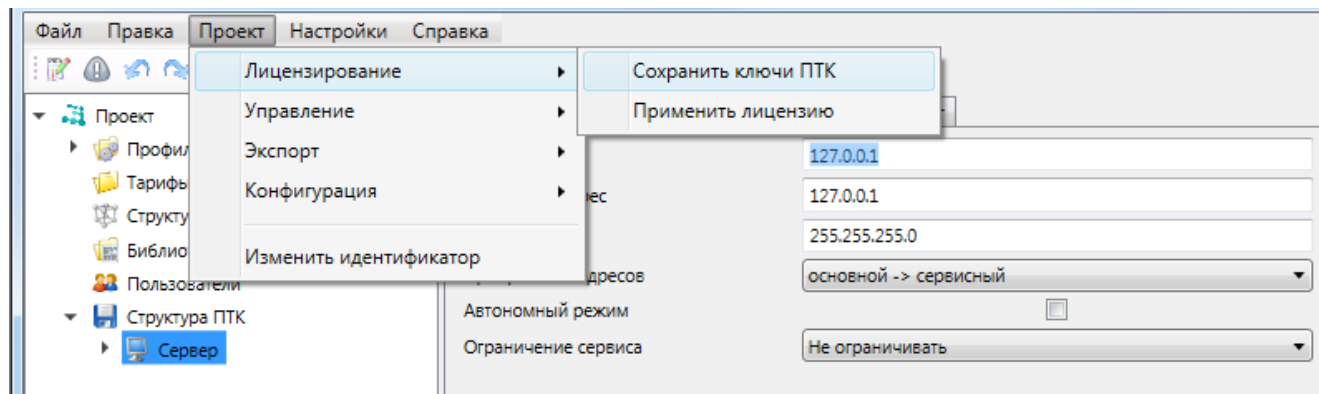 Файл Правка Проект Настройки Справка
Лицензирование
Сохранить ключи ПТК
Управление
Применить лицензию
Экспорт
Конфигурация
Изменить идентификатор
Проект
Тарифы
Пользователи
Структура ПТК
Сервер
127.0.0.1
127.0.0.1
255.255.255.0
основной -> сервисный
Автономный режим
Ограничение сервиса
Не ограничивать